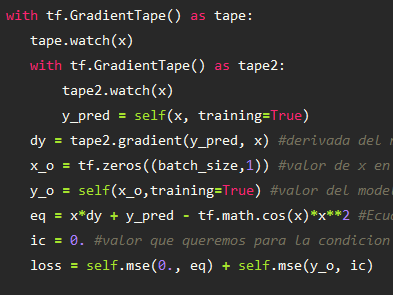 with tf.GradientTape() as tape:
tape.watch(x)
with tf.GradientTape() as tape2:
tape2.watch(x)
y_pred = self(x, training=True)
dy = tape2.gradient(y_pred, x) #derivada del
x_o = tf.zeros((batch_size,1)) #valor de x en
y_o = self(x_o,training=True) #valor del mode
eq = x*dy + y_pred - tf.math.cos(x)*x**2 #Ecu
ic = 0. #valor que queremos para la condicion
loss = self.mse(0., eq) + self.mse(y_o, ic)